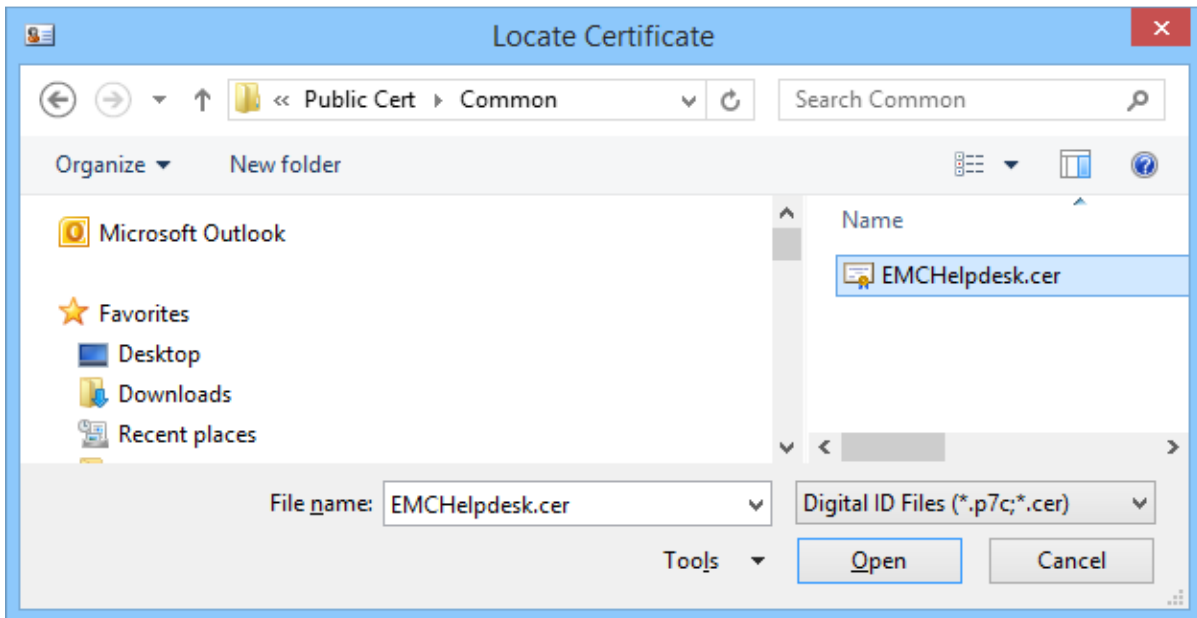 Locate Certificate
« Public Cert Common
Search Common
Organize New folder
Microsoft Outlook
Name
EMCHelpdesk.cer
Favorites
Desktop
Downloads
Recent places
File name: EMCHelpdesk.cer
Digital ID Files (*.p7c;*.cer)
Tools Open Cancel